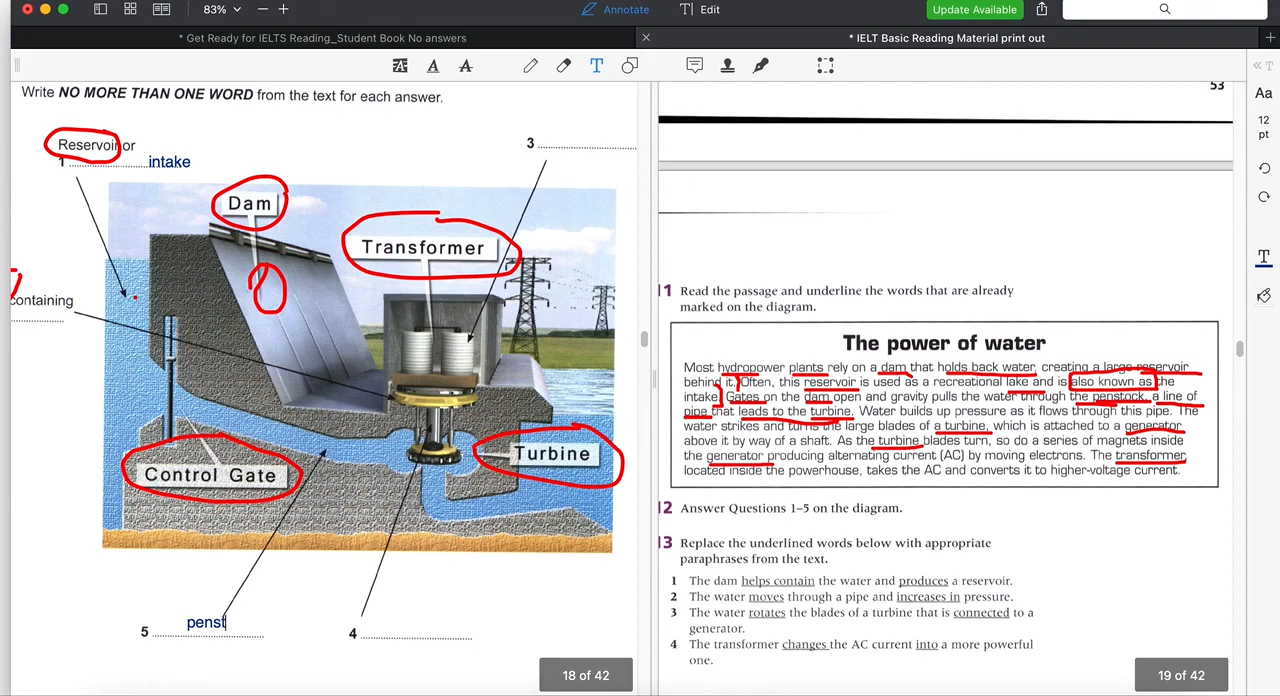 83%
Annotate
T Edit
Update Available
* Get Ready for IELTS Reading_Student Book No answers
* IELT Basic Reading Material print out
Write NO MORE THAN ONE WORD from the text for each answer.
Reservoir or
1 intake
3
Dam
Transformer
containing
Control Gate
Turbine
5 penst
4
18 of 42
53
11 Read the passage and underline the words that are already
marked on the diagram.
The power of water
Most hydropower plants rely on a dam that holds back water, creating a large reservoir
behind it. Often, this reservoir is used as a recreational lake and is also known as the
intake. Gates on the dam open and gravity pulls the water through the penstock, a line of
pipe that leads to the turbine. Water builds up pressure as it flows through this pipe. The
water strikes and turns the large blades of a turbine, which is attached to a generator
above it by way of a shaft. As the turbine blades turn, so do a series of magnets inside
the generator producing alternating current (AC) by moving electrons. The transformer,
located inside the powerhouse, takes the AC and converts it to higher-voltage current.
12 Answer Questions 1–5 on the diagram.
13 Replace the underlined words below with appropriate
paraphrases from the text.
1 The dam helps contain the water and produces a reservoir.
2 The water moves through a pipe and increases in pressure.
3 The water rotates the blades of a turbine that is connected to a
generator.
4 The transformer changes the AC current into a more powerful
one.
19 of 42
T
Aa
12
pt
T